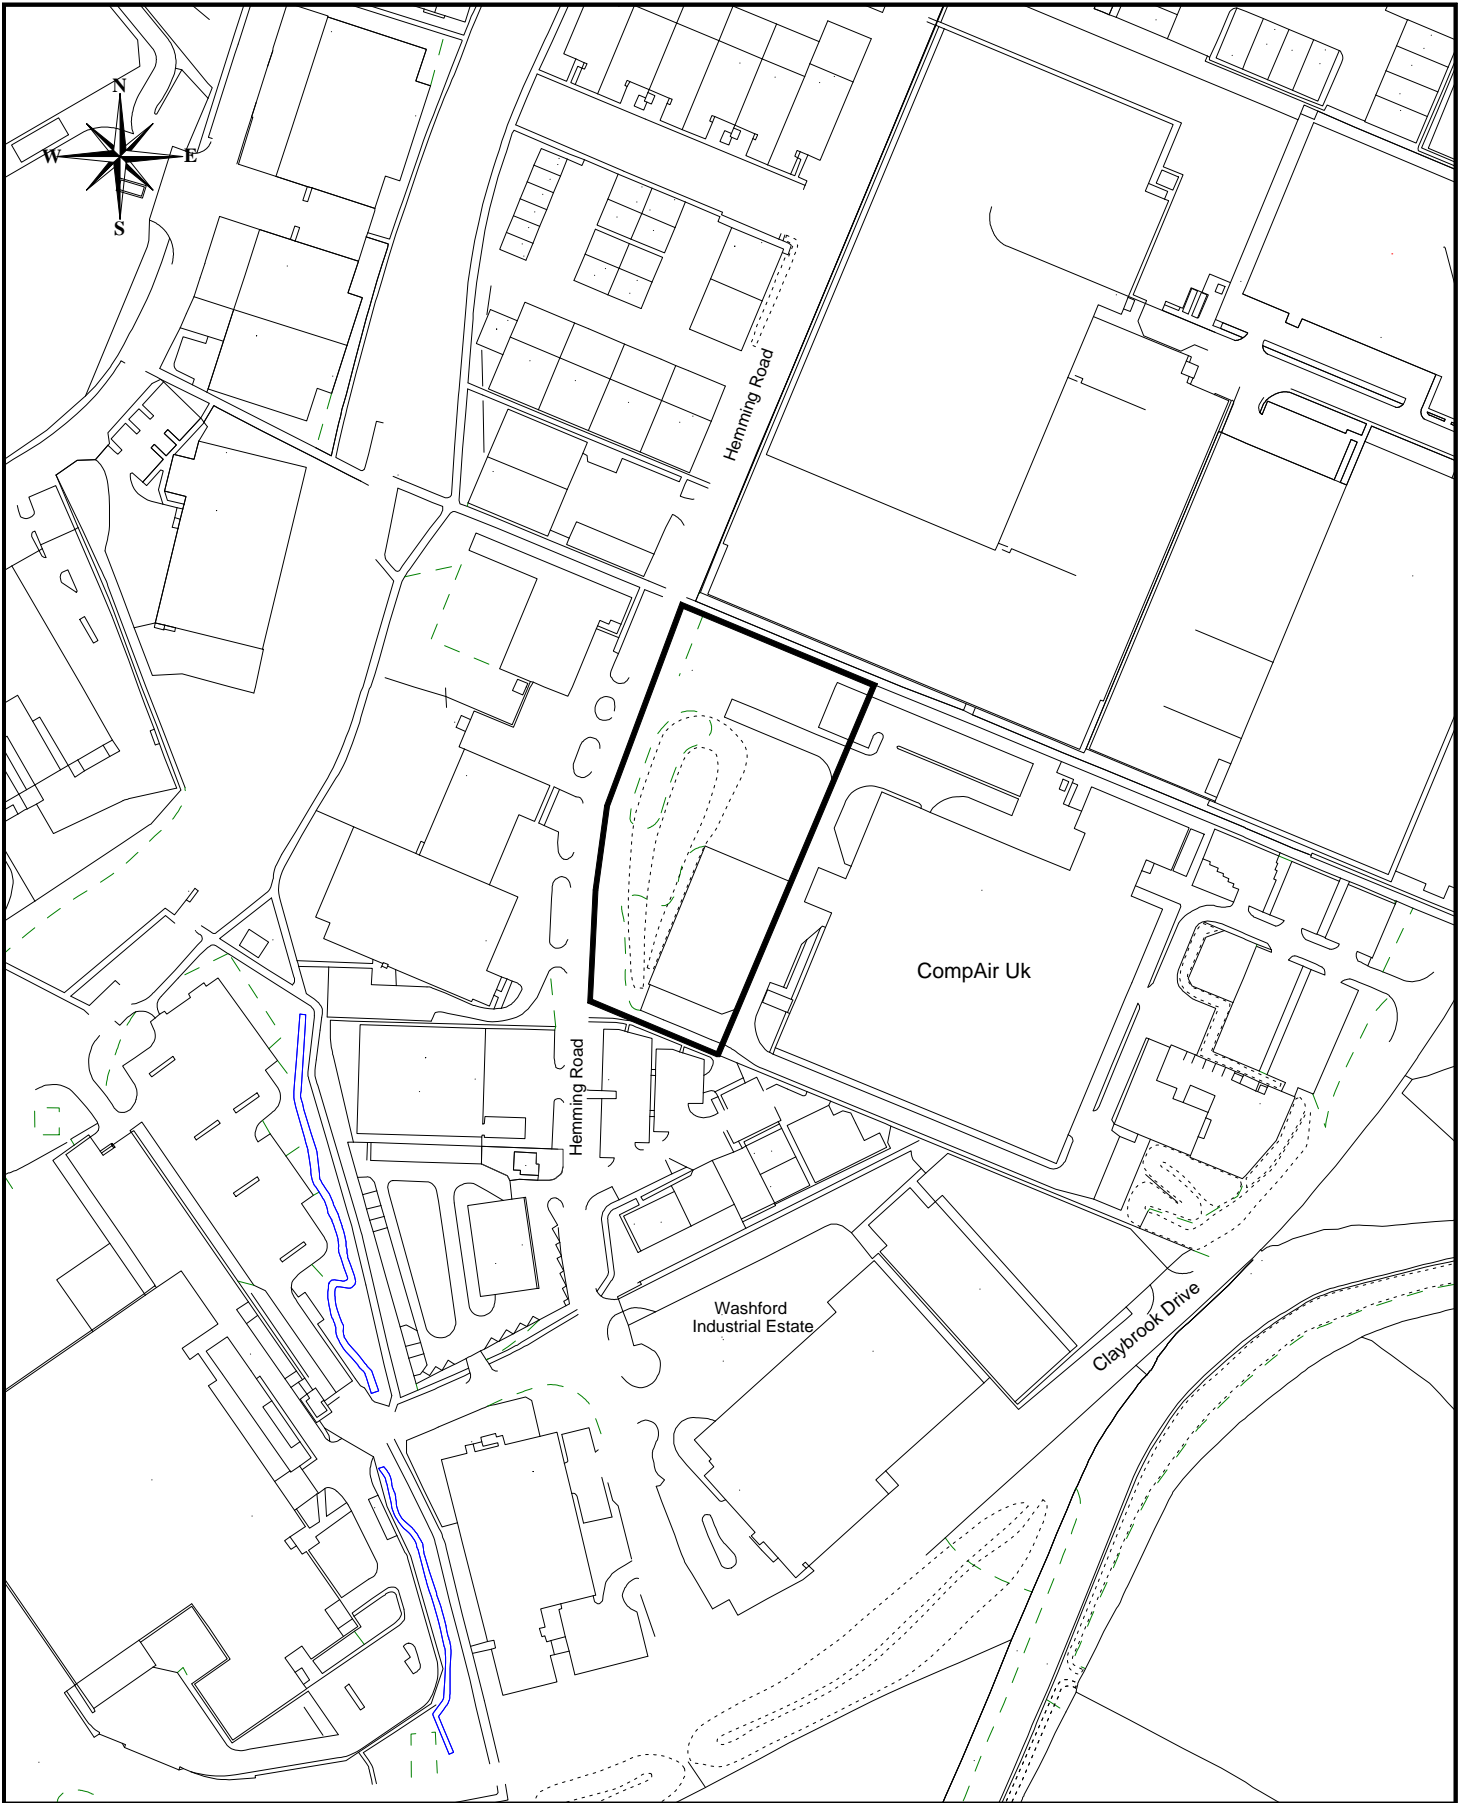 N
W
E
S
Hemming Road
CompAir Uk
Hemming Road
Washford
Industrial Estate
Claybrook Drive